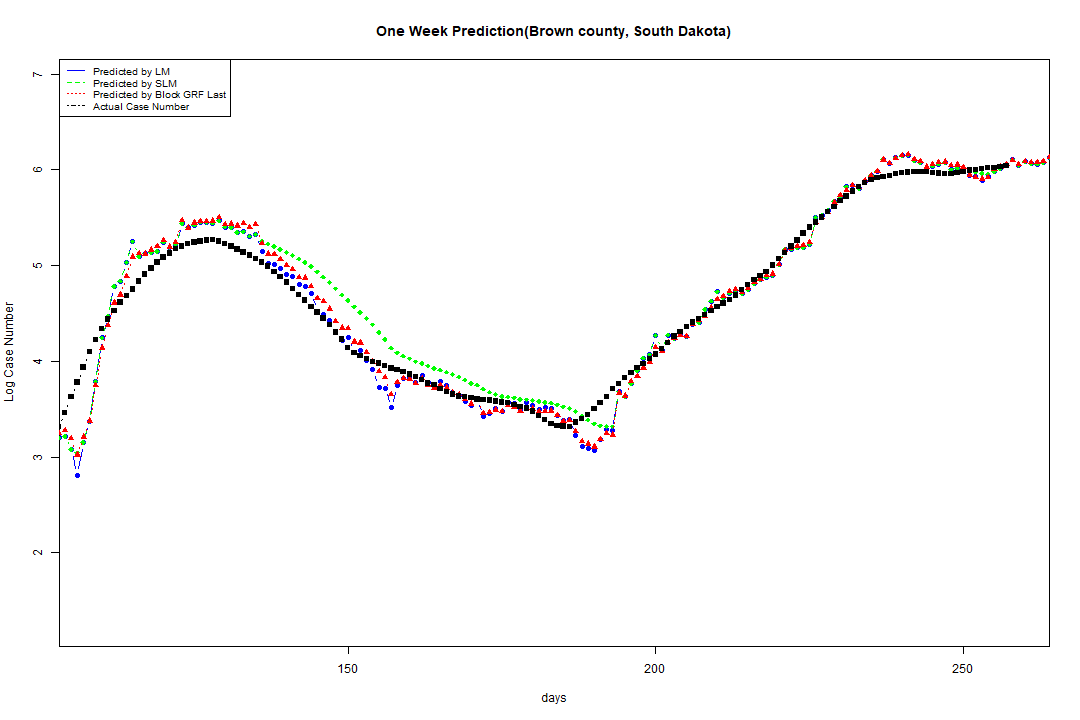 One Week Prediction(Brown county, South Dakota)
Predicted by LM
Predicted by SLM
Predicted by Block GRF Last
Actual Case Number
7
6
5
4
3
2
Log Case Number
150
200
250
days